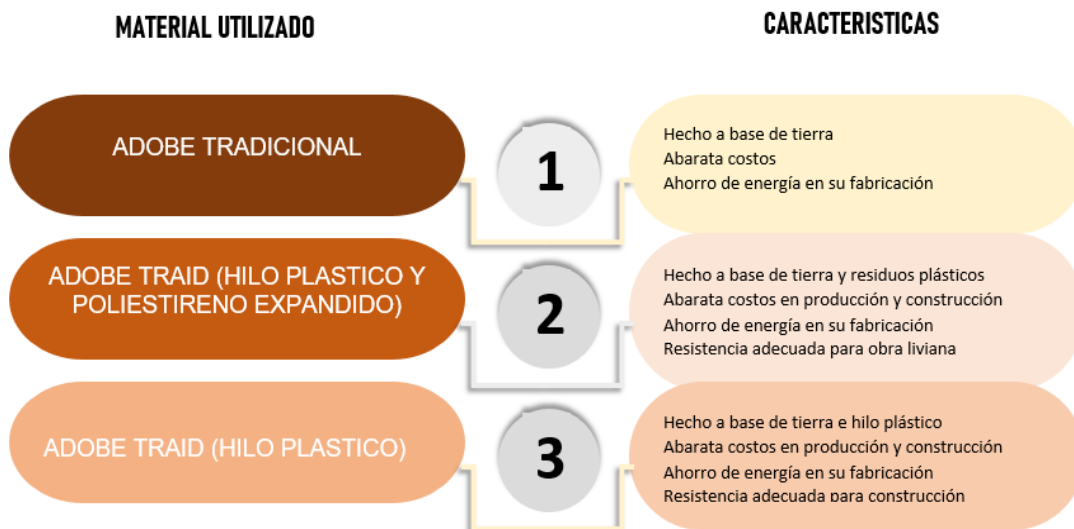 MATERIAL UTILIZADO
CARACTERISTICAS
ADOBE TRADICIONAL
1
Hecho a base de tierra
Abarata costos
Ahorro de energía en su fabricación
ADOBE TRAID (HILO PLASTICO Y
POLIESTIRENO EXPANDIDO)
2
Hecho a base de tierra y residuos plásticos
Abarata costos en producción y construcción
Ahorro de energía en su fabricación
Resistencia adecuada para obra liviana
ADOBE TRAID (HILO PLASTICO)
3
Hecho a base de tierra e hilo plástico
Abarata costos en producción y construcción
Ahorro de energía en su fabricación
Resistencia adecuada para construcción